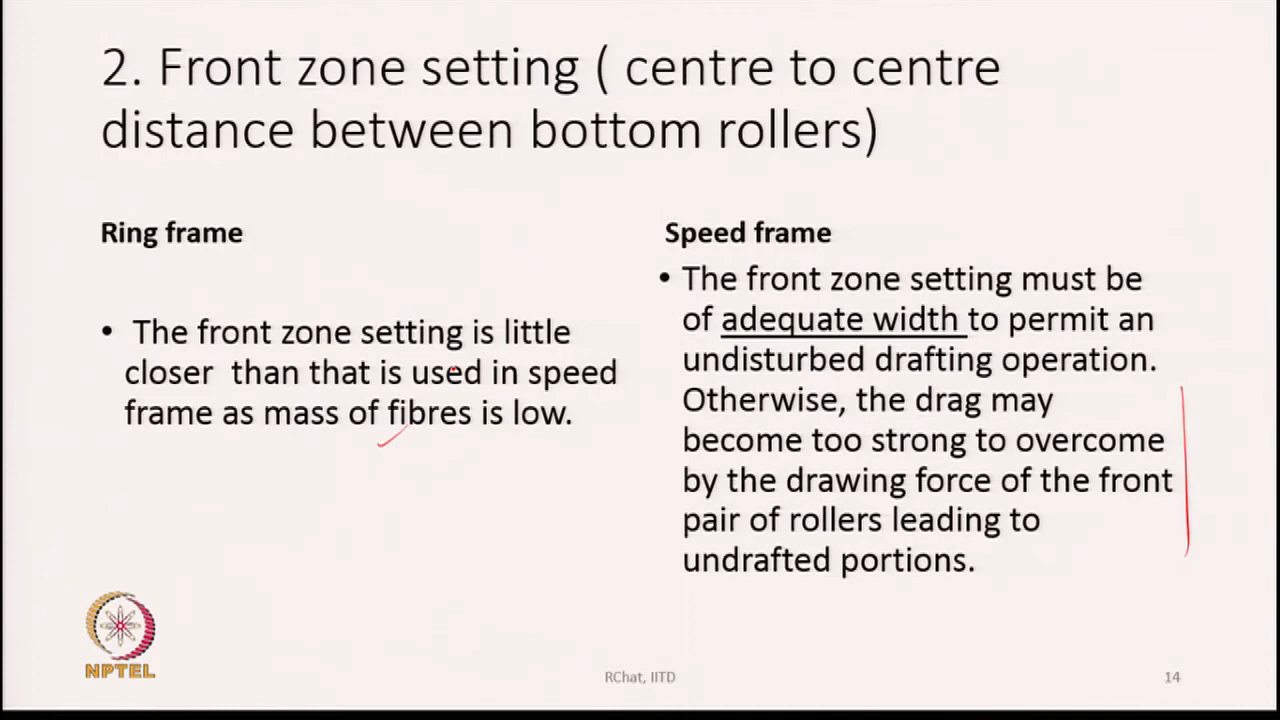 2. Front zone setting ( centre to centre
distance between bottom rollers)
Ring frame
• The front zone setting is little
closer than that is used in speed
frame as mass of fibres is low.
Speed frame
• The front zone setting must be
of adequate width to permit an
undisturbed drafting operation.
Otherwise, the drag may
become too strong to overcome
by the drawing force of the front
pair of rollers leading to
undrafted portions.
NPTEL
RChat, IITD
14